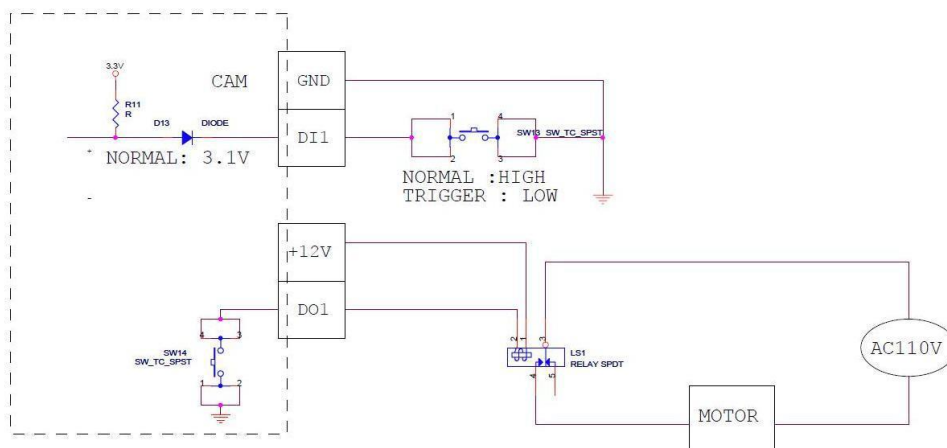 3.3V
CAM
GND
R11
R
D13
DIODE
DI1
1
4
SW13 SW_TC_SPST
+
NORMAL: 3.1V
2
3
-
NORMAL :HIGH
TRIGGER : LOW
+12V
DO1
4
3
2
1
3
SW14
SW_TC_SPST
LS1
RELAY SPDT
AC110V
1
2
4
5
MOTOR